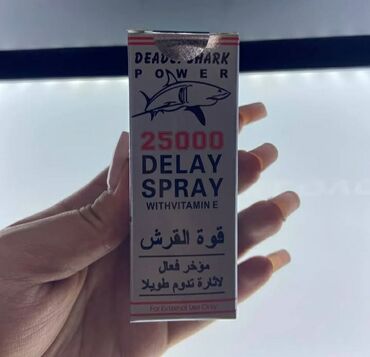 DEADLY SHARK
POWER
25000
DELAY
SPRAY
WITHVITAMIN E
قوة القرش
مؤخر فعال
لاثارة تدوم طويلا
For External Use Only